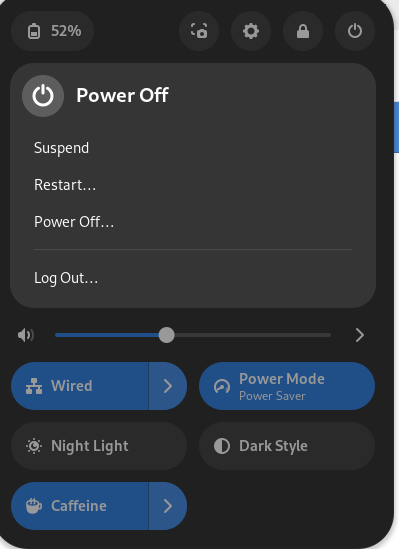 52%
Power Off
Suspend
Restart…
Power Off…
Log Out…
Wired
Power Mode
Power Saver
Night Light
Dark Style
Caffeine